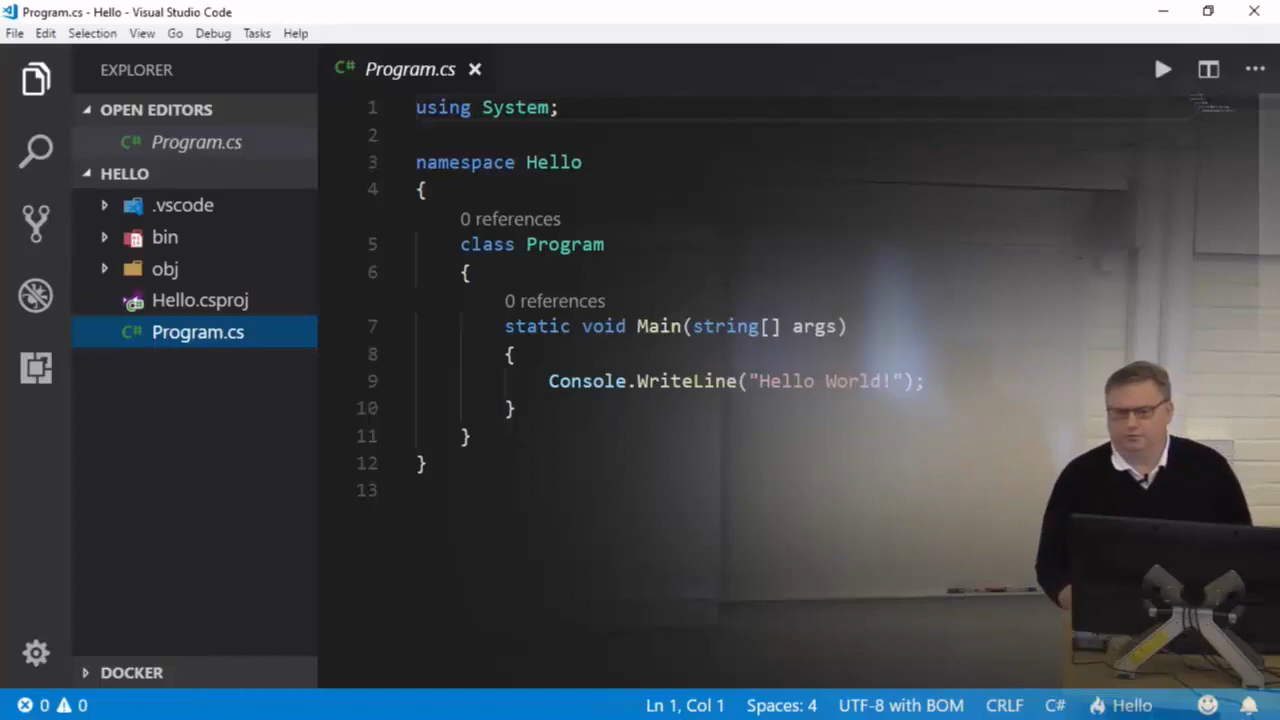 Program.cs - Hello - Visual Studio Code
File Edit Selection View Go Debug Tasks Help
EXPLORER
OPEN EDITORS
C# Program.cs
HELLO
.vscode
bin
obj
Hello.csproj
C# Program.cs
DOCKER
C# Program.cs
1 using System;
2
3 namespace Hello
4 {
0 references
5 class Program
6 {
0 references
7 static void Main(string[] args)
8 {
9 Console.WriteLine("Hello World!");
10 }
11 }
12 }
13
0 0 Ln 1, Col 1 Spaces: 4 UTF-8 with BOM CRLF C# Hello